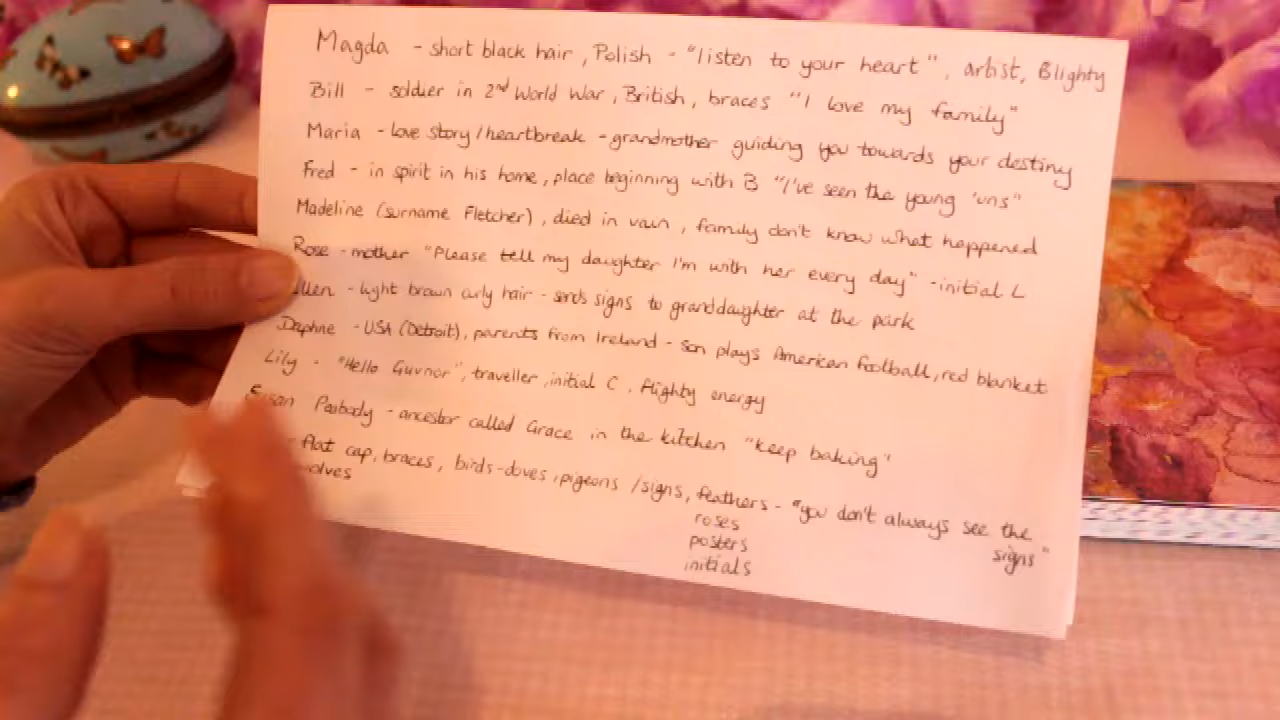 Magda - short black hair, Polish - "listen to your heart", artist, Blighty
Bill - soldier in 2nd World War, British, braces "I love my family"
Maria - love story/heartbreak - grandmother guiding you towards your destiny
Fred - in spirit in his home, place beginning with B "I've seen the young 'uns"
Madeline (surname Fletcher), died in vain, family don't know what happened
Rose - mother "Please tell my daughter I'm with her every day" - initial L
- light brown curly hair - sends signs to granddaughter at the park
Daphne - USA (Detroit), parents from Ireland - son plays American football, red blanket
Lily - "Hello Guvnor", traveller, initial C, flighty energy
Susan Peabody - ancestor called Grace in the kitchen "keep baking"
- flat cap, braces, birds-doves, pigeons / signs, feathers - "you don't always see the signs"
roses
posters
initials